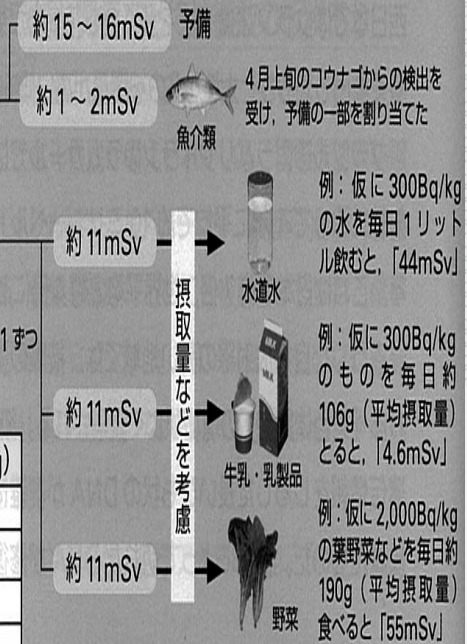 約15～16mSv 予備
約1～2mSv
魚介類
4月上旬のコウナゴからの検出を
受け，予備の一部を割り当てた
約11mSv
水道水
例：仮に300Bq/kg
の水を毎日1リット
ル飲むと，「44mSv」
1ずつ
摂取量などを考慮
約11mSv
MILK
牛乳・乳製品
例：仮に300Bq/kg
のものを毎日約
106g（平均摂取量）
とると，「4.6mSv」
)
約11mSv
野菜
例：仮に2,000Bq/kg
の葉野菜などを毎日約
190g（平均摂取量）
食べると「55mSv」